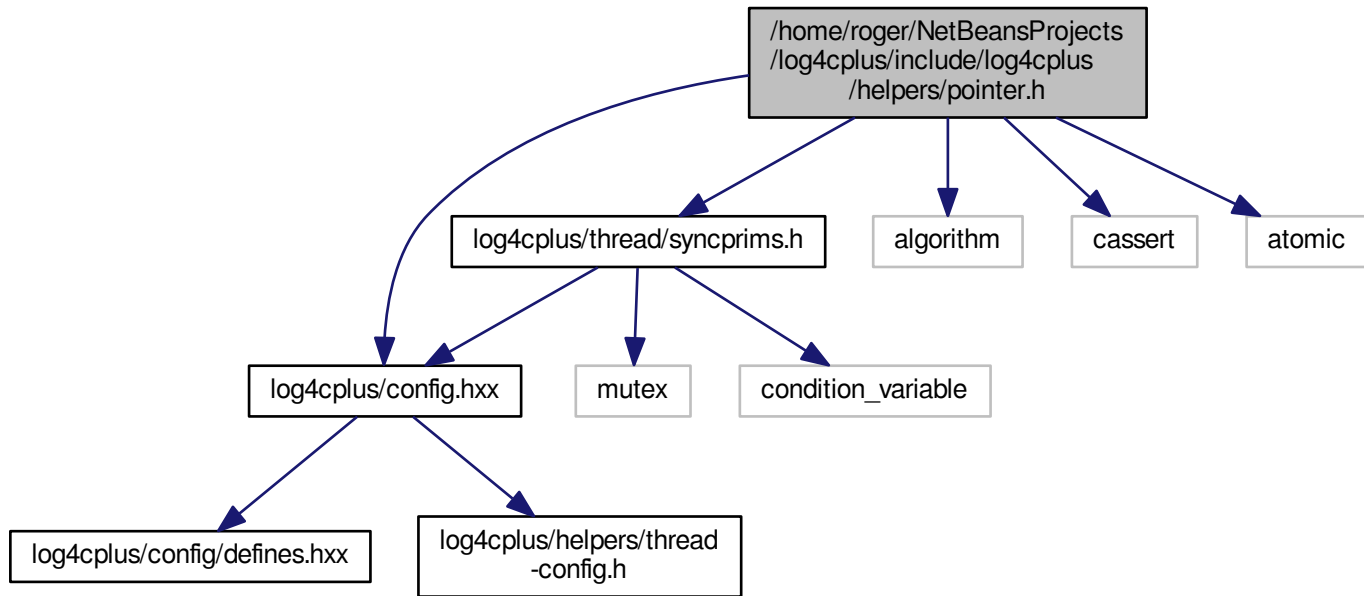 /home/roger/NetBeansProjects
/log4cplus/include/log4cplus
/helpers/pointer.h
log4cplus/thread/syncprims.h
algorithm
cassert
atomic
log4cplus/config.hxx
mutex
condition_variable
log4cplus/config/defines.hxx
log4cplus/helpers/thread
-config.h